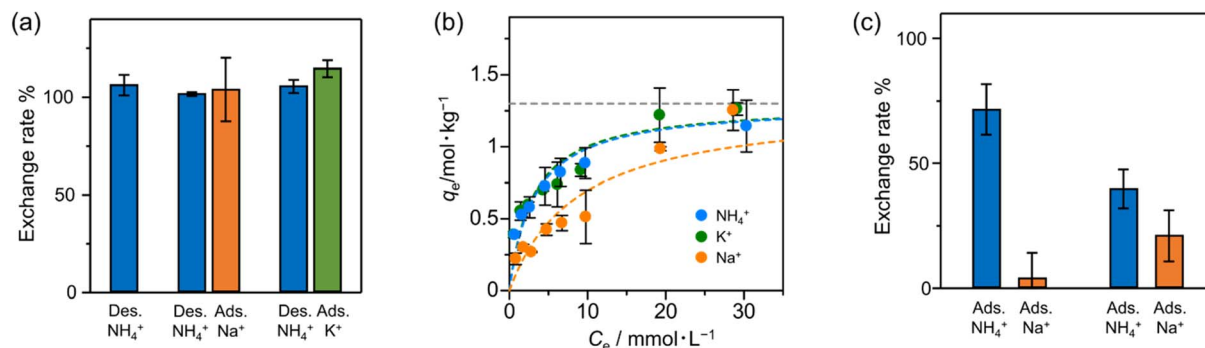 (a)
Exchange rate %
100
50
0
Des.
NH₄⁺
Des.
NH₄⁺
Ads.
Na⁺
Des.
NH₄⁺
Ads.
K⁺
(b)
qₑ/mol·kg⁻¹
1.5
1
0.5
0
NH₄⁺
K⁺
Na⁺
0
10
20
30
Cₑ / mmol·L⁻¹
(c)
Exchange rate %
100
50
0
Ads.
NH₄⁺
Ads.
Na⁺
Ads.
NH₄⁺
Ads.
Na⁺